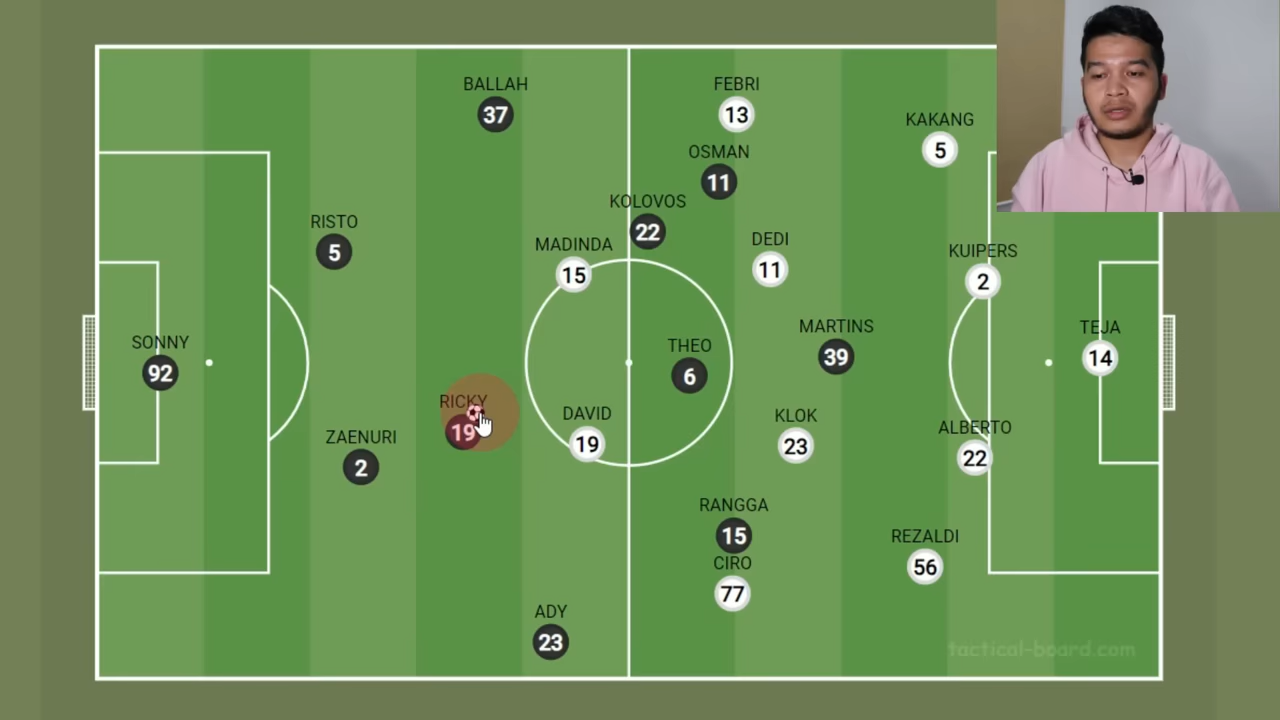 BALLAH
37
FEBRI
13
KAKANG
5
OSMAN
11
KOLOVOS
22
RISTO
5
MADINDA
15
DEDI
11
KUIPERS
2
SONNY
92
THEO
6
MARTINS
39
TEJA
14
RICKY
19
DAVID
19
KLOK
23
ALBERTO
22
ZAENURI
2
RANGGA
15
REZALDI
56
CIRO
77
ADY
23
tactical-board.com